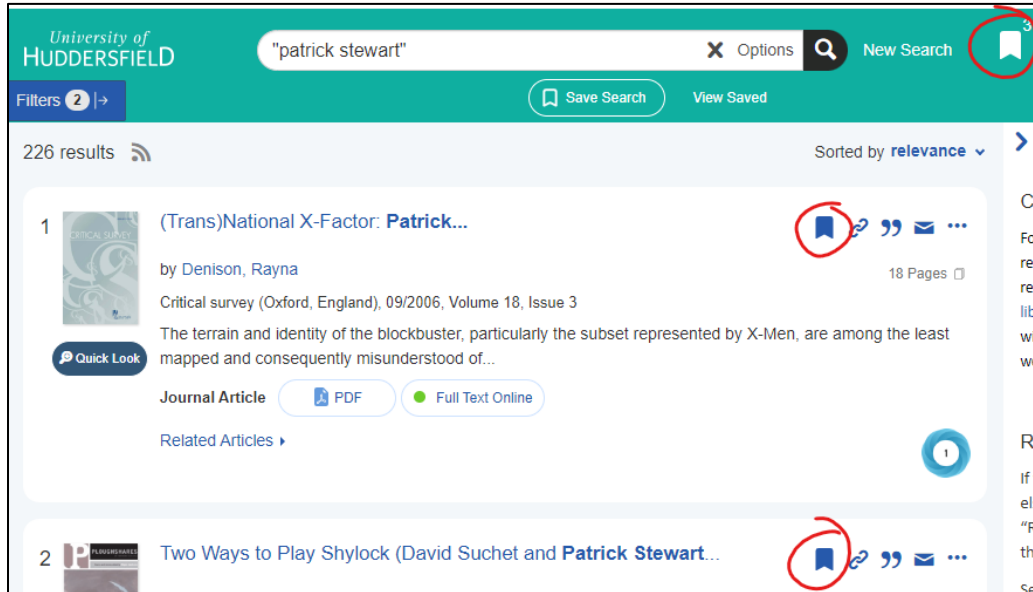 University of
HUDDERSFIELD
"patrick stewart"
Options
New Search
3
Filters 2
Save Search
View Saved
226 results
Sorted by relevance
1
CRITICAL SURVEY
(Trans)National X-Factor: Patrick...
by Denison, Rayna
18 Pages
Critical survey (Oxford, England), 09/2006, Volume 18, Issue 3
The terrain and identity of the blockbuster, particularly the subset represented by X-Men, are among the least
mapped and consequently misunderstood of...
Quick Look
Journal Article
PDF
Full Text Online
Related Articles
1
2
PLOUGHSHARES
Two Ways to Play Shylock (David Suchet and Patrick Stewart...